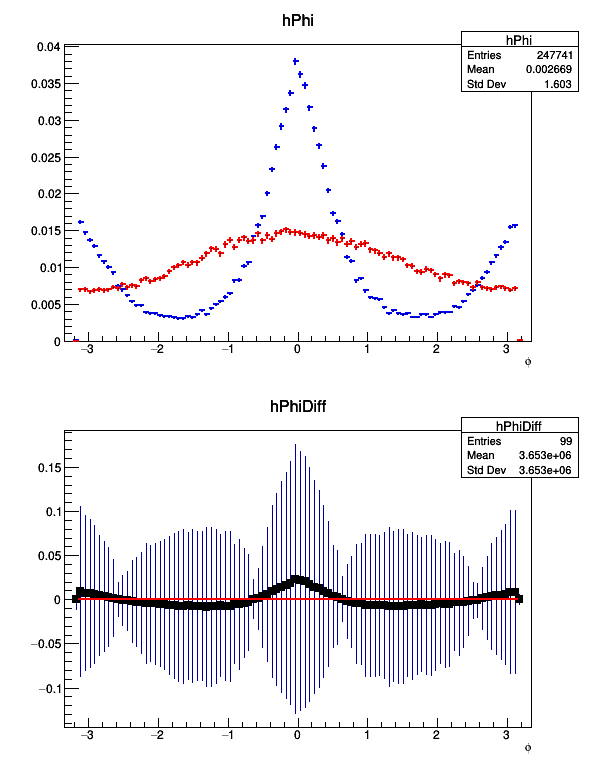 hPhi
hPhi
Entries 247741
Mean 0.002669
Std Dev 1.603
0.04
0.035
0.03
0.025
0.02
0.015
0.01
0.005
0
−3 −2 −1 0 1 2 3
ϕ
hPhiDiff
hPhiDiff
Entries 99
Mean 3.653e+06
Std Dev 3.653e+06
0.15
0.1
0.05
0
−0.05
−0.1
−3 −2 −1 0 1 2 3
ϕ